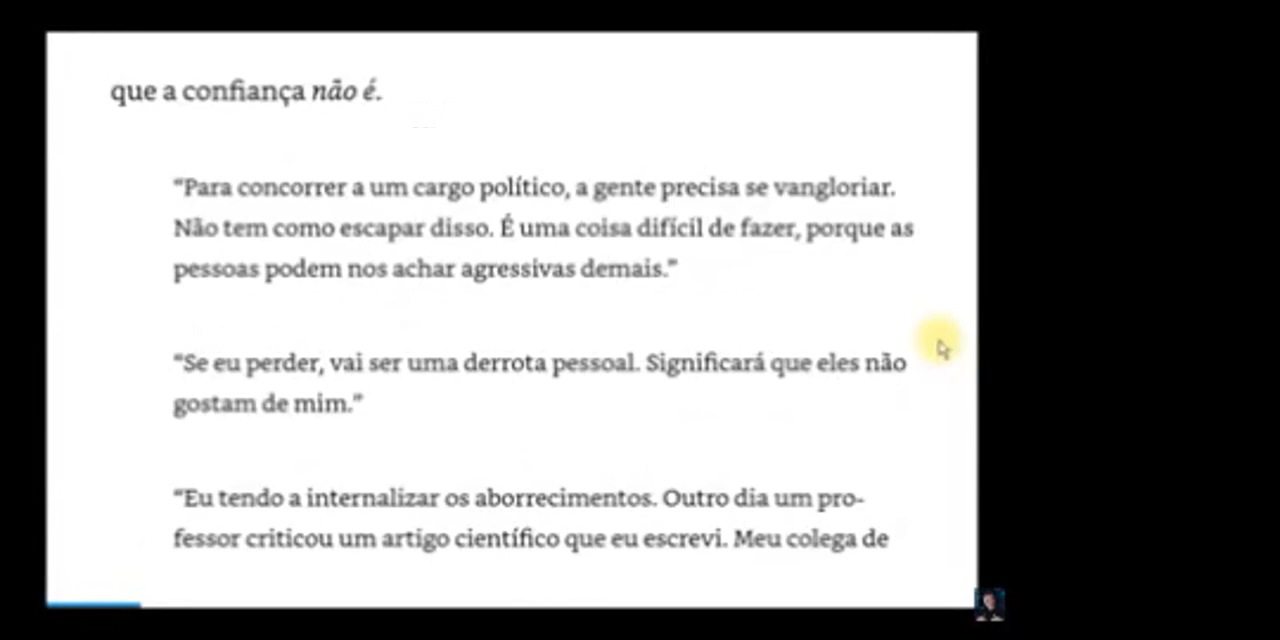 que a confiança não é.
“Para concorrer a um cargo político, a gente precisa se vangloriar.
Não tem como escapar disso. É uma coisa difícil de fazer, porque as
pessoas podem nos achar agressivas demais.”
“Se eu perder, vai ser uma derrota pessoal. Significará que eles não
gostam de mim.”
“Eu tendo a internalizar os aborrecimentos. Outro dia um pro-
fessor criticou um artigo científico que eu escrevi. Meu colega de